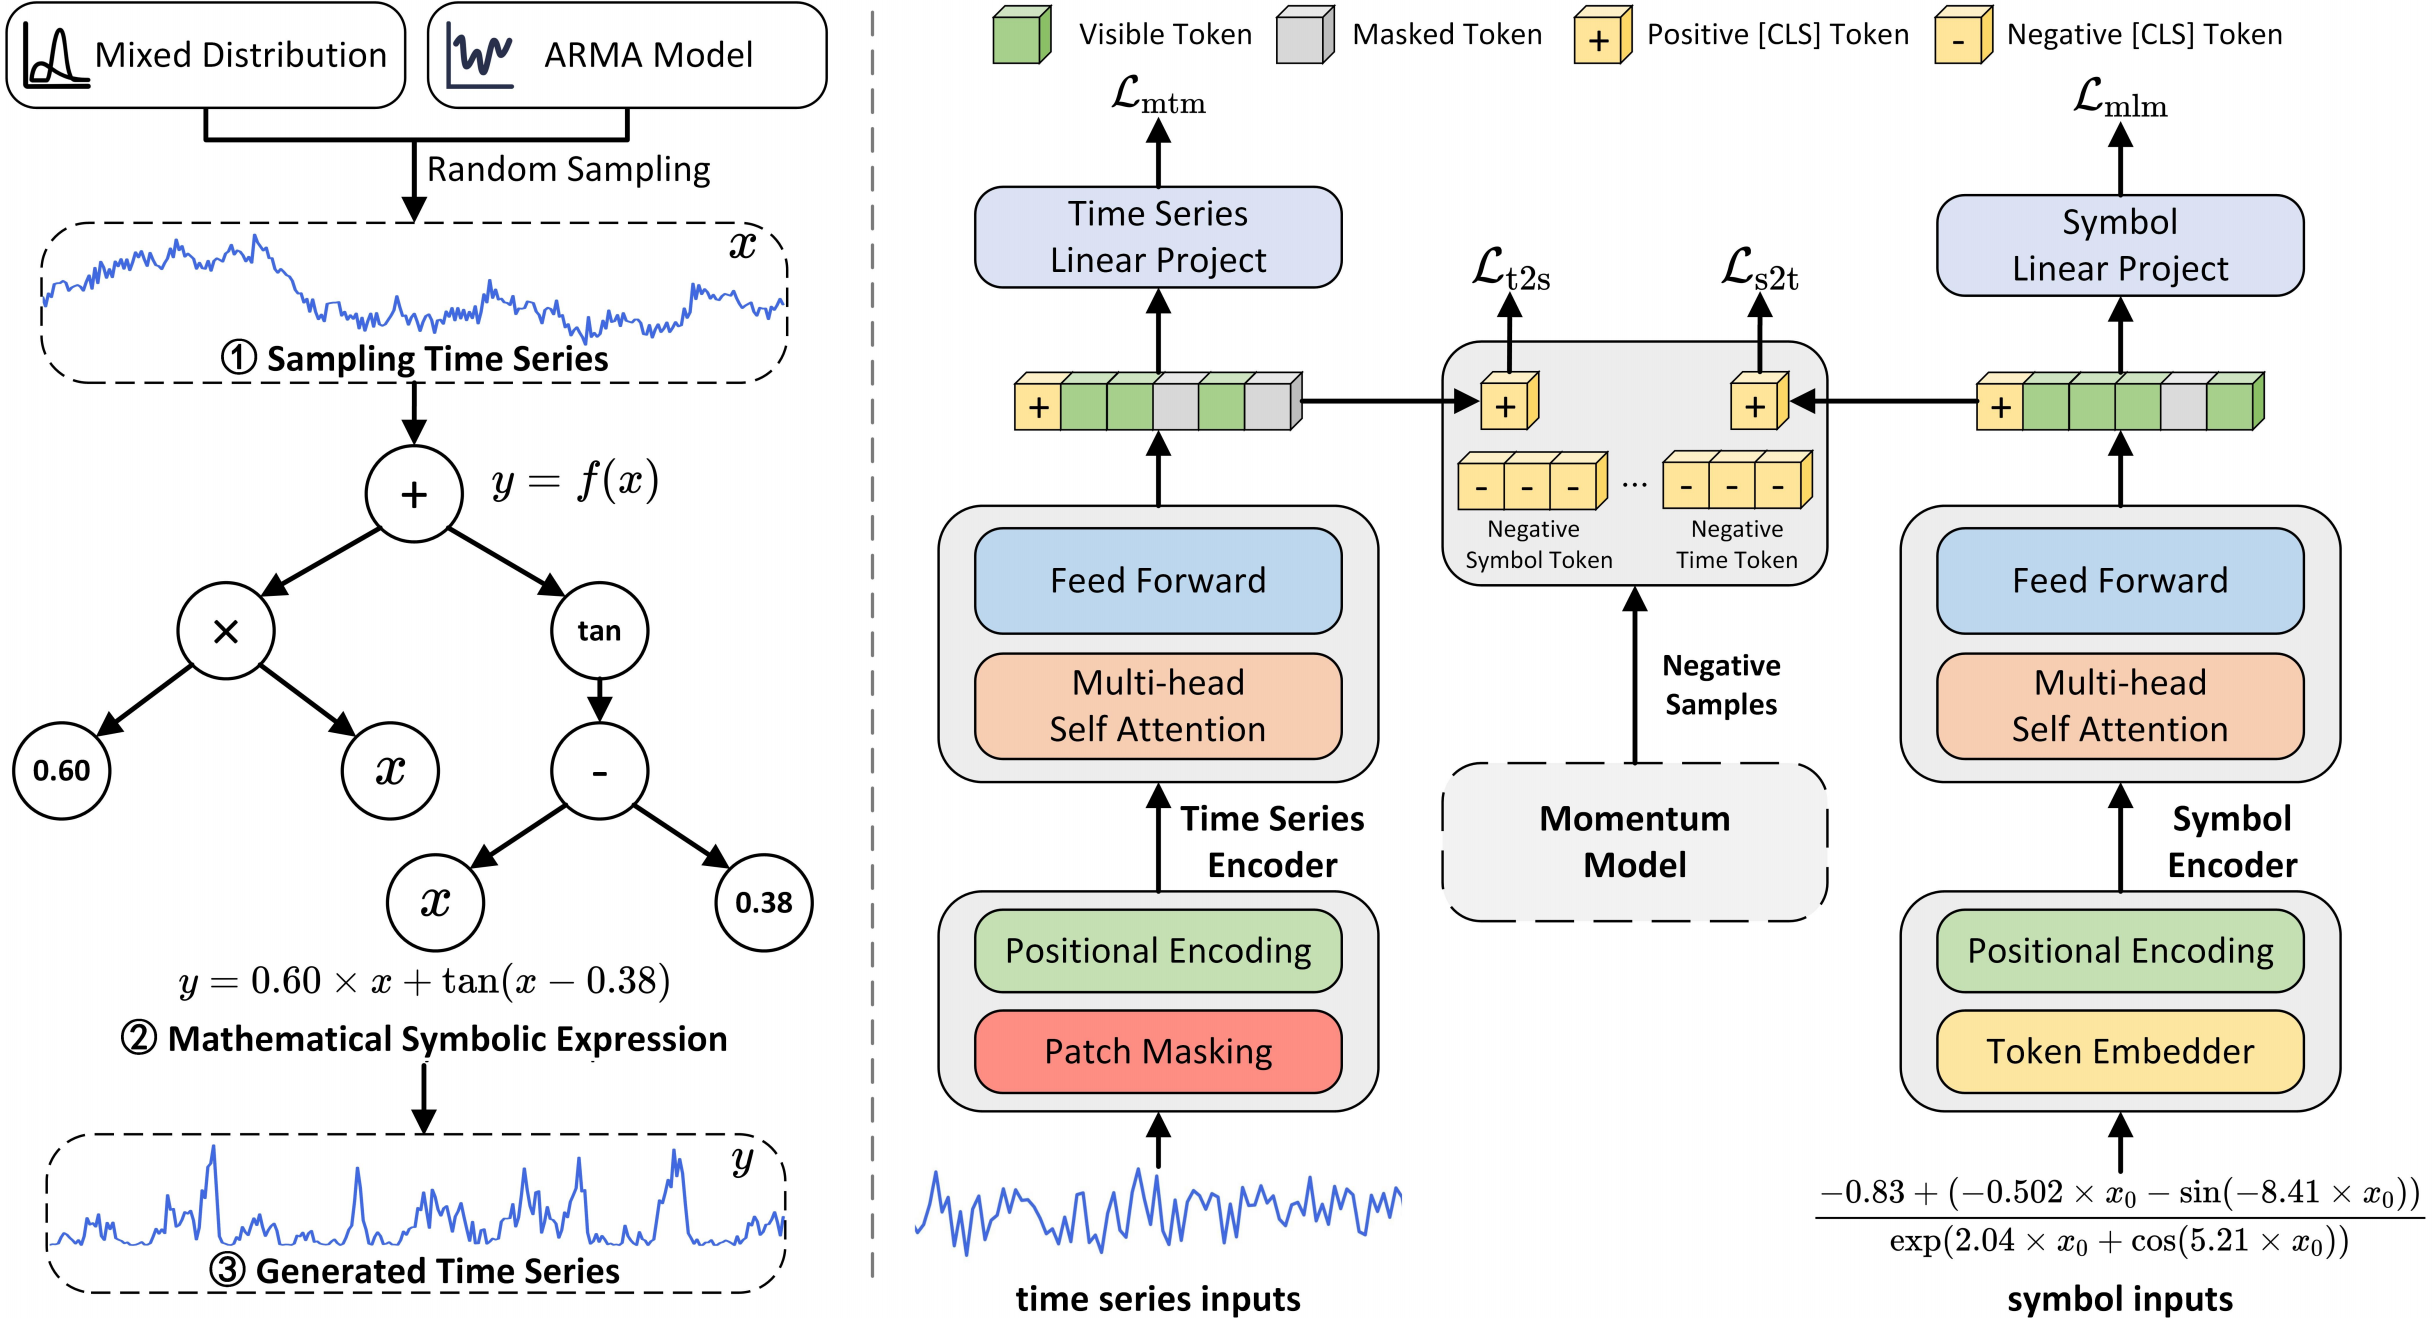 Mixed Distribution
ARMA Model
Random Sampling
x
① Sampling Time Series
+
y = f(x)
×
tan
0.60
x
-
x
0.38
y = 0.60 × x + tan(x − 0.38)
② Mathematical Symbolic Expression
y
③ Generated Time Series
Visible Token
Masked Token
+
Positive [CLS] Token
-
Negative [CLS] Token
ℒmtm
Time Series
Linear Project
+
Feed Forward
Multi-head
Self Attention
Time Series
Encoder
Positional Encoding
Patch Masking
time series inputs
ℒt2s
ℒs2t
+
+
- - - ... - - -
Negative
Symbol Token
Negative
Time Token
Negative
Samples
Momentum
Model
ℒmlm
Symbol
Linear Project
+
Feed Forward
Multi-head
Self Attention
Symbol
Encoder
Positional Encoding
Token Embedder
−0.83 + (−0.502 × x₀ − sin(−8.41 × x₀))
exp(2.04 × x₀ + cos(5.21 × x₀))
symbol inputs